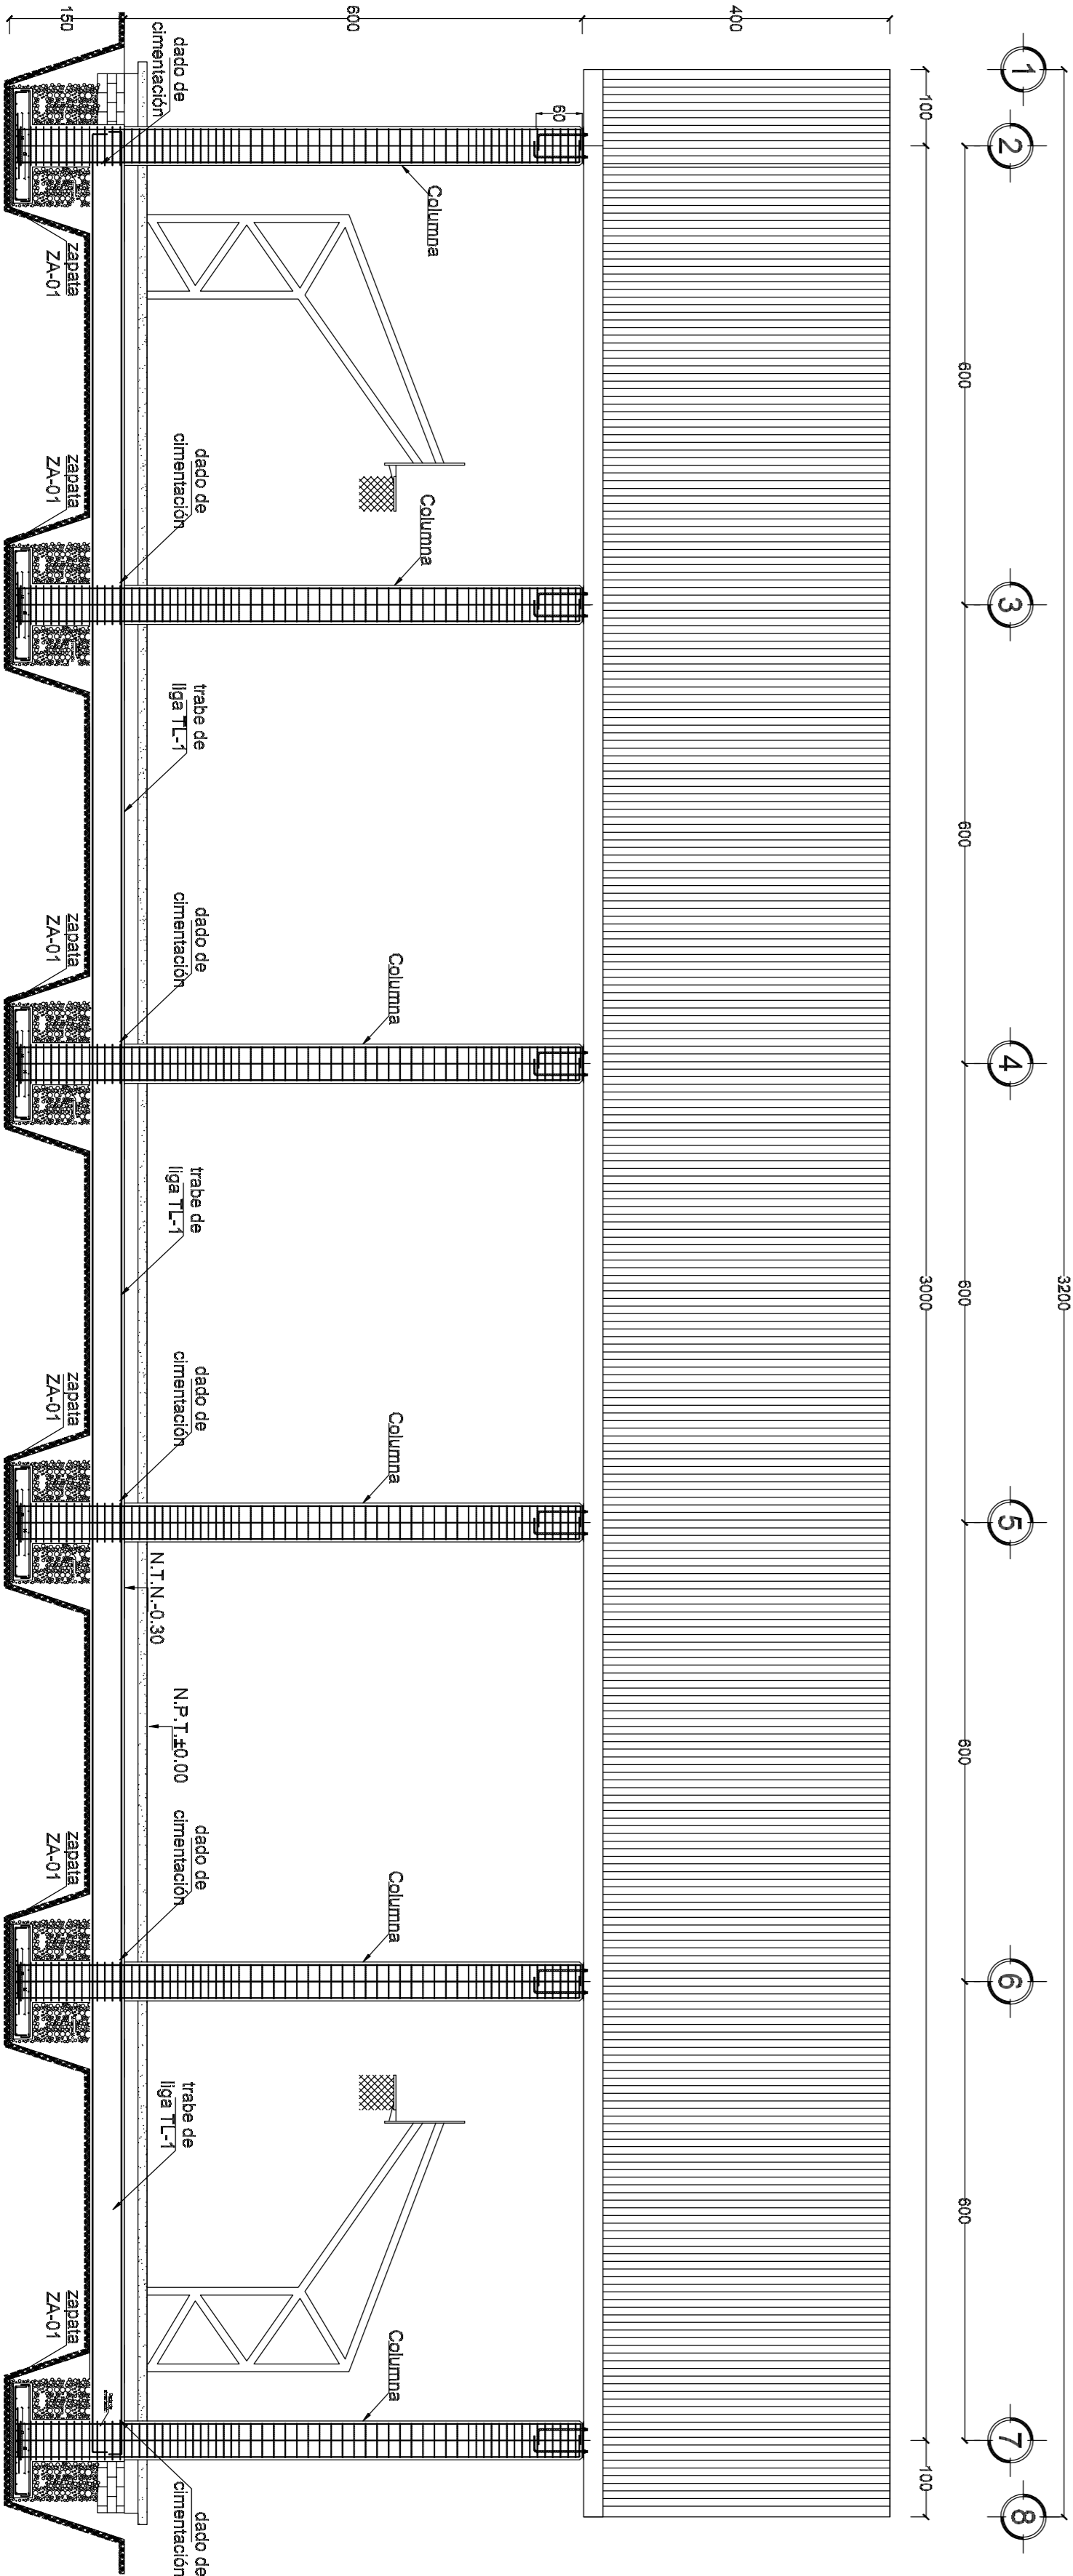 1
2
3
4
5
6
7
8
3200
100
3000
100
600
600
600
600
600
400
600
150
60
Columna
Columna
Columna
Columna
Columna
Columna
dado de
cimentación
dado de
cimentación
dado de
cimentación
dado de
cimentación
dado de
cimentación
dado de
cimentación
trabe de
liga TL-1
trabe de
liga TL-1
trabe de
liga TL-1
N.T.N.-0.30
N.P.T.±0.00
zapata
ZA-01
zapata
ZA-01
zapata
ZA-01
zapata
ZA-01
zapata
ZA-01
zapata
ZA-01